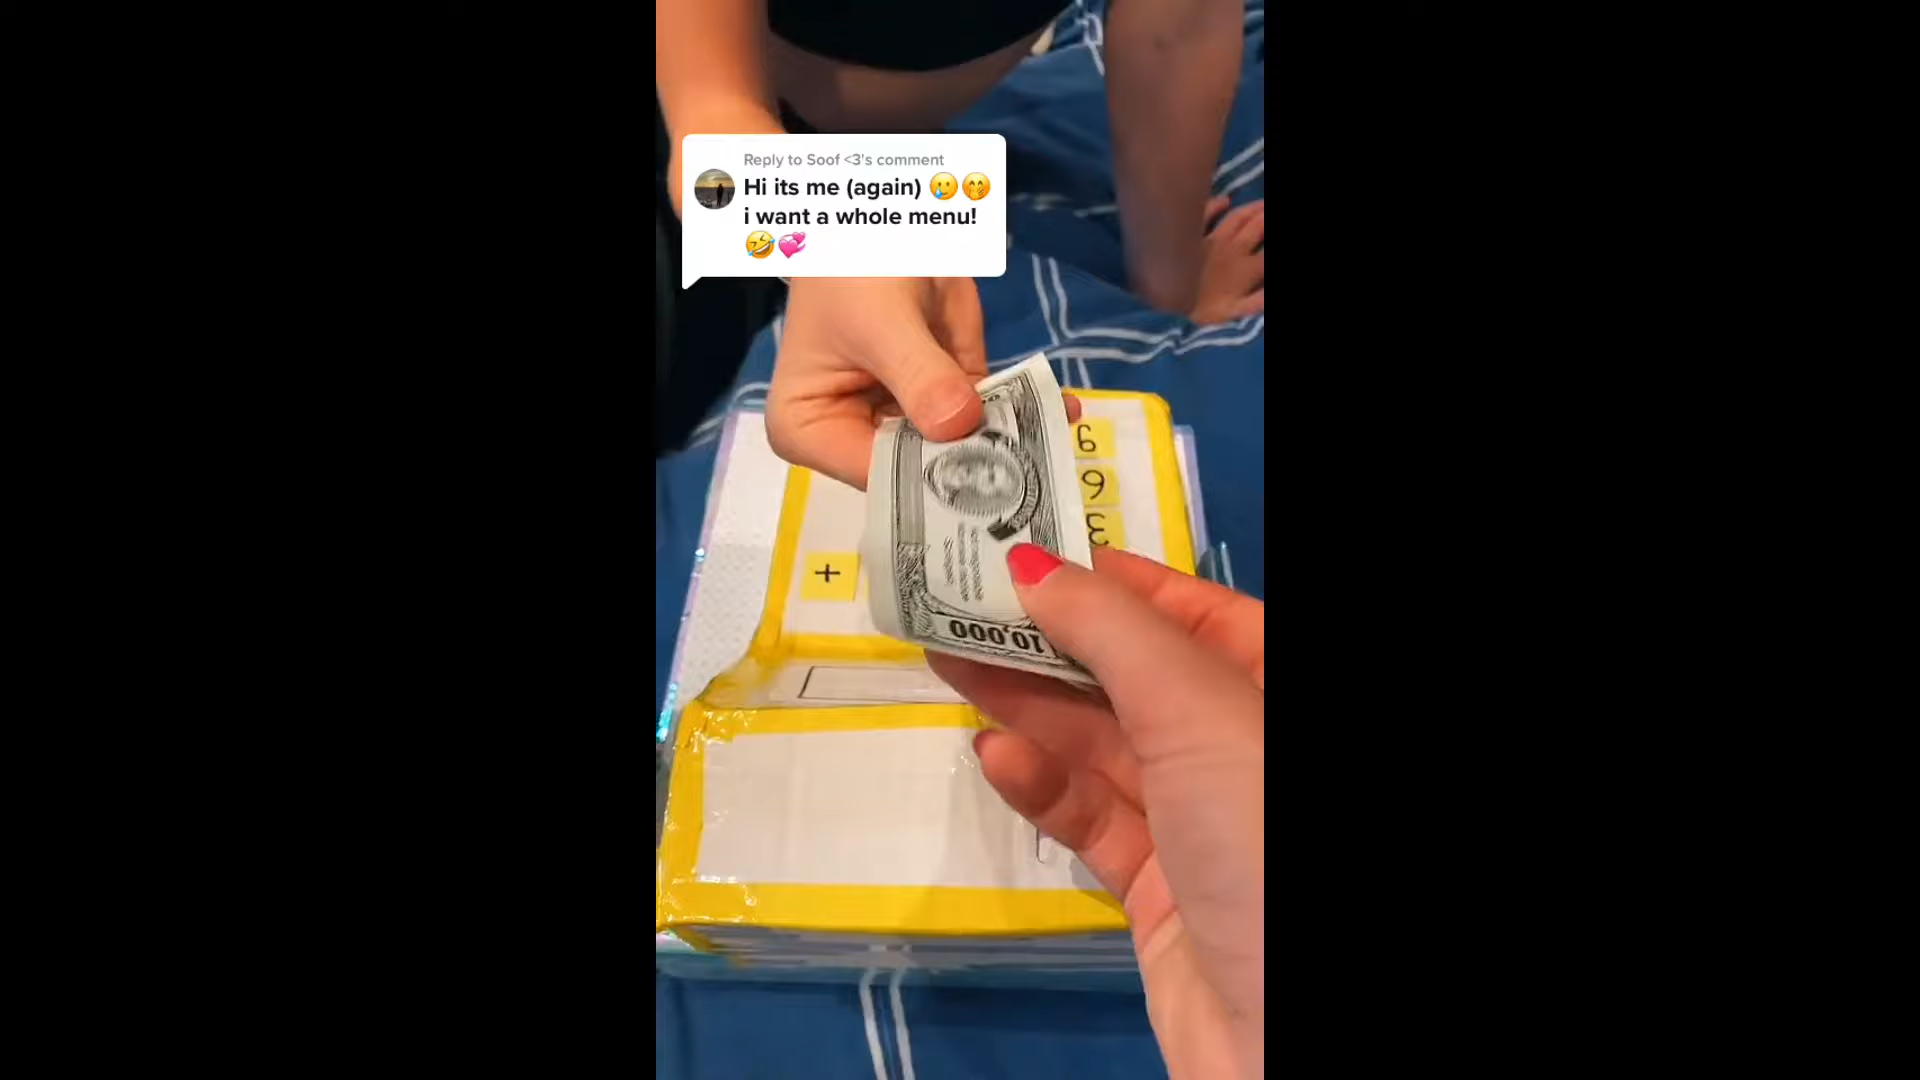 Reply to Soof <3's comment
Hi its me (again) 🥲🤭
i want a whole menu!
🤣💞
6
9
3
+
10,000